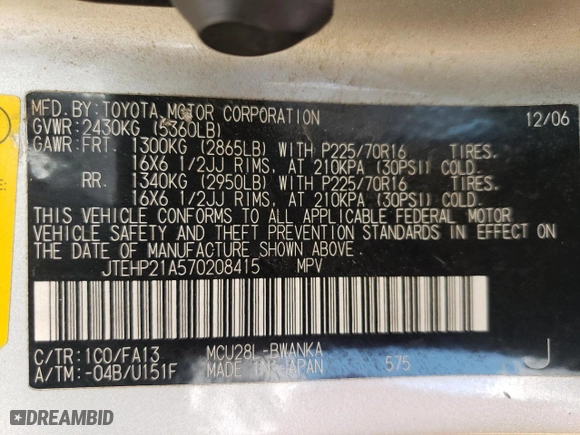 MFD.BY:TOYOTA MOTOR CORPORATION 12/06
GVWR:2430KG (5360LB)
GAWR:FRT. 1300KG (2865LB) WITH P225/70R16 TIRES.
16X6 1/2JJ RIMS, AT 210KPA (30PSI) COLD.
RR. 1340KG (2950LB) WITH P225/70R16 TIRES.
16X6 1/2JJ RIMS, AT 210KPA (30PSI) COLD.
THIS VEHICLE CONFORMS TO ALL APPLICABLE FEDERAL MOTOR
VEHICLE SAFETY AND THEFT PREVENTION STANDARDS IN EFFECT ON
THE DATE OF MANUFACTURE SHOWN ABOVE.
JTEHP21A570208415 MPV
C/TR:1C0/FA13 MCU28L-BWANKA J
A/TM:-04B/U151F MADE IN JAPAN 575
DREAMBID